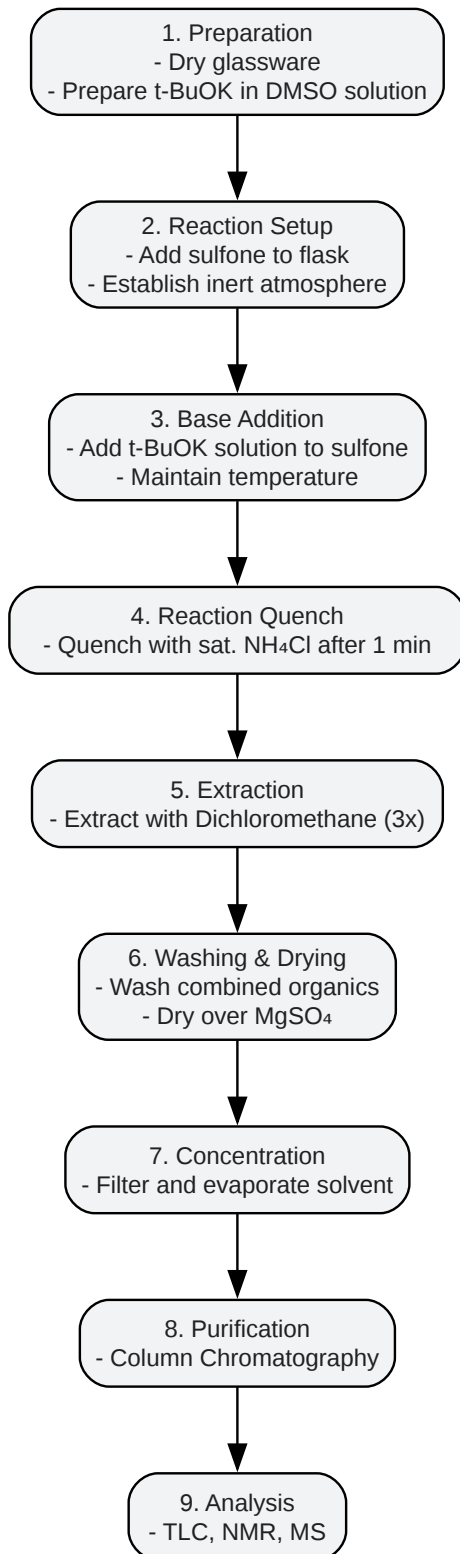 1. Preparation
- Dry glassware
- Prepare t-BuOK in DMSO solution
2. Reaction Setup
- Add sulfone to flask
- Establish inert atmosphere
3. Base Addition
- Add t-BuOK solution to sulfone
- Maintain temperature
4. Reaction Quench
- Quench with sat. NH₄Cl after 1 min
5. Extraction
- Extract with Dichloromethane (3x)
6. Washing & Drying
- Wash combined organics
- Dry over MgSO₄
7. Concentration
- Filter and evaporate solvent
8. Purification
- Column Chromatography
9. Analysis
- TLC, NMR, MS